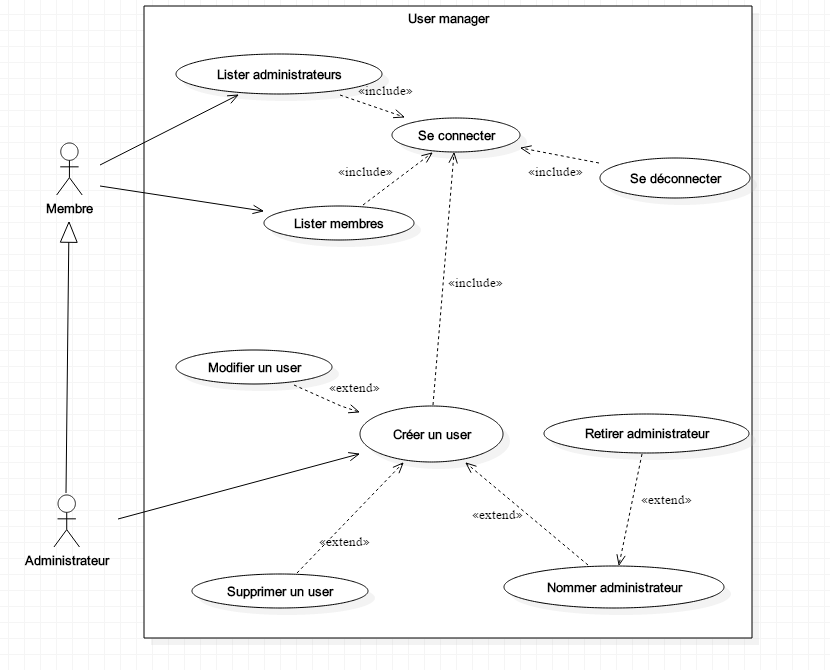 User manager
Lister administrateurs
«include»
Se connecter
«include»
«include»
Se déconnecter
Membre
Lister membres
«include»
Modifier un user
«extend»
Créer un user
Retirer administrateur
«extend»
«extend»
«extend»
Administrateur
Supprimer un user
Nommer administrateur